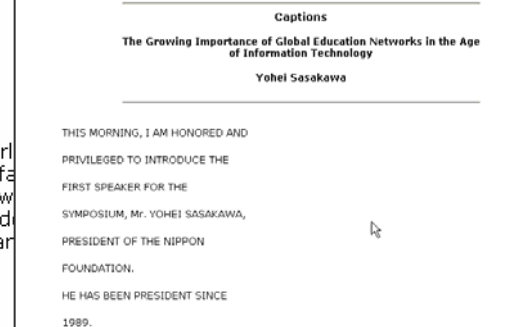 Captions
The Growing Importance of Global Education Networks in the Age
of Information Technology
Yohei Sasakawa
THIS MORNING, I AM HONORED AND
PRIVILEGED TO INTRODUCE THE
FIRST SPEAKER FOR THE
SYMPOSIUM, Mr. YOHEI SASAKAWA,
PRESIDENT OF THE NIPPON
FOUNDATION.
HE HAS BEEN PRESIDENT SINCE
1989.